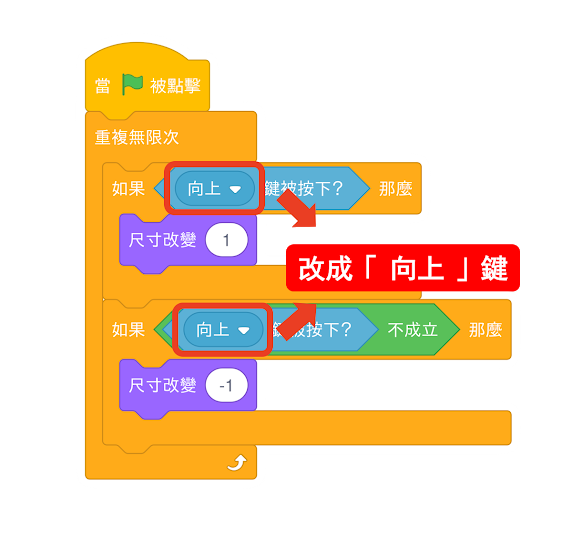 當 被點擊
重複無限次
如果 向上 鍵被按下? 那麼
尺寸改變 1
改成「 向上 」鍵
如果 向上 鍵被按下? 不成立 那麼
尺寸改變 -1